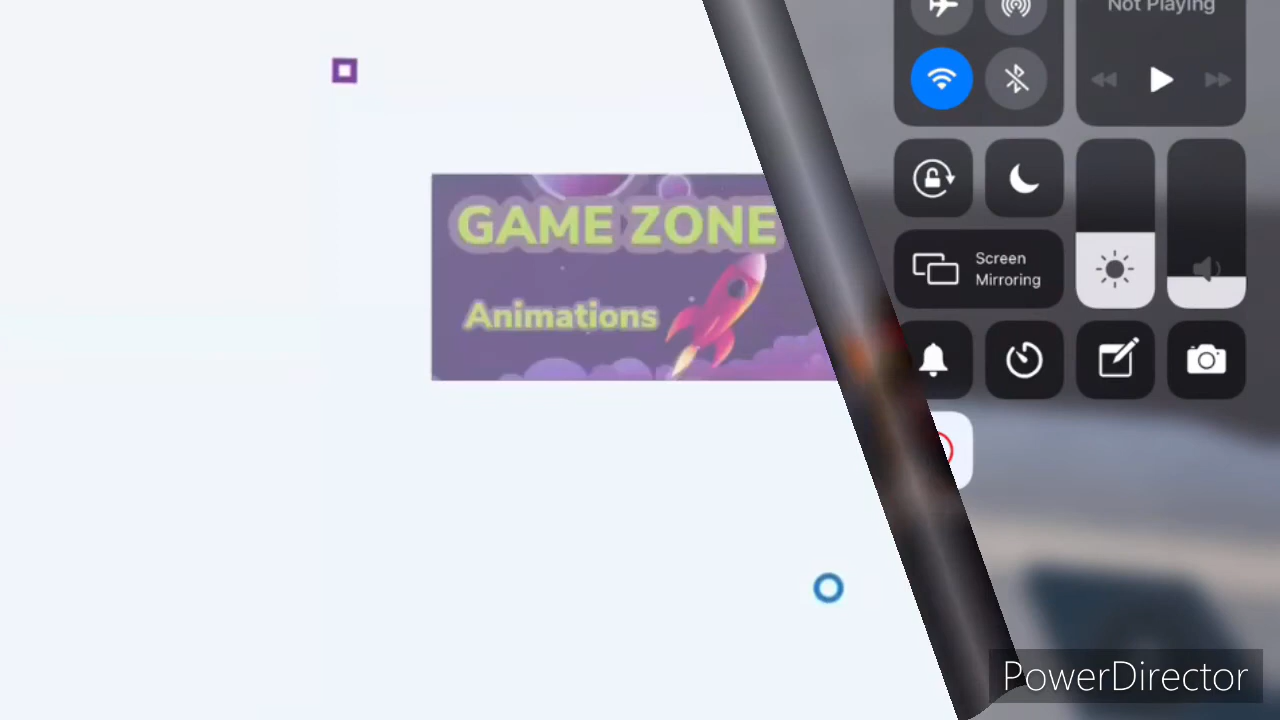 Not Playing
GAME ZONE
Screen
Mirroring
Animations
PowerDirector